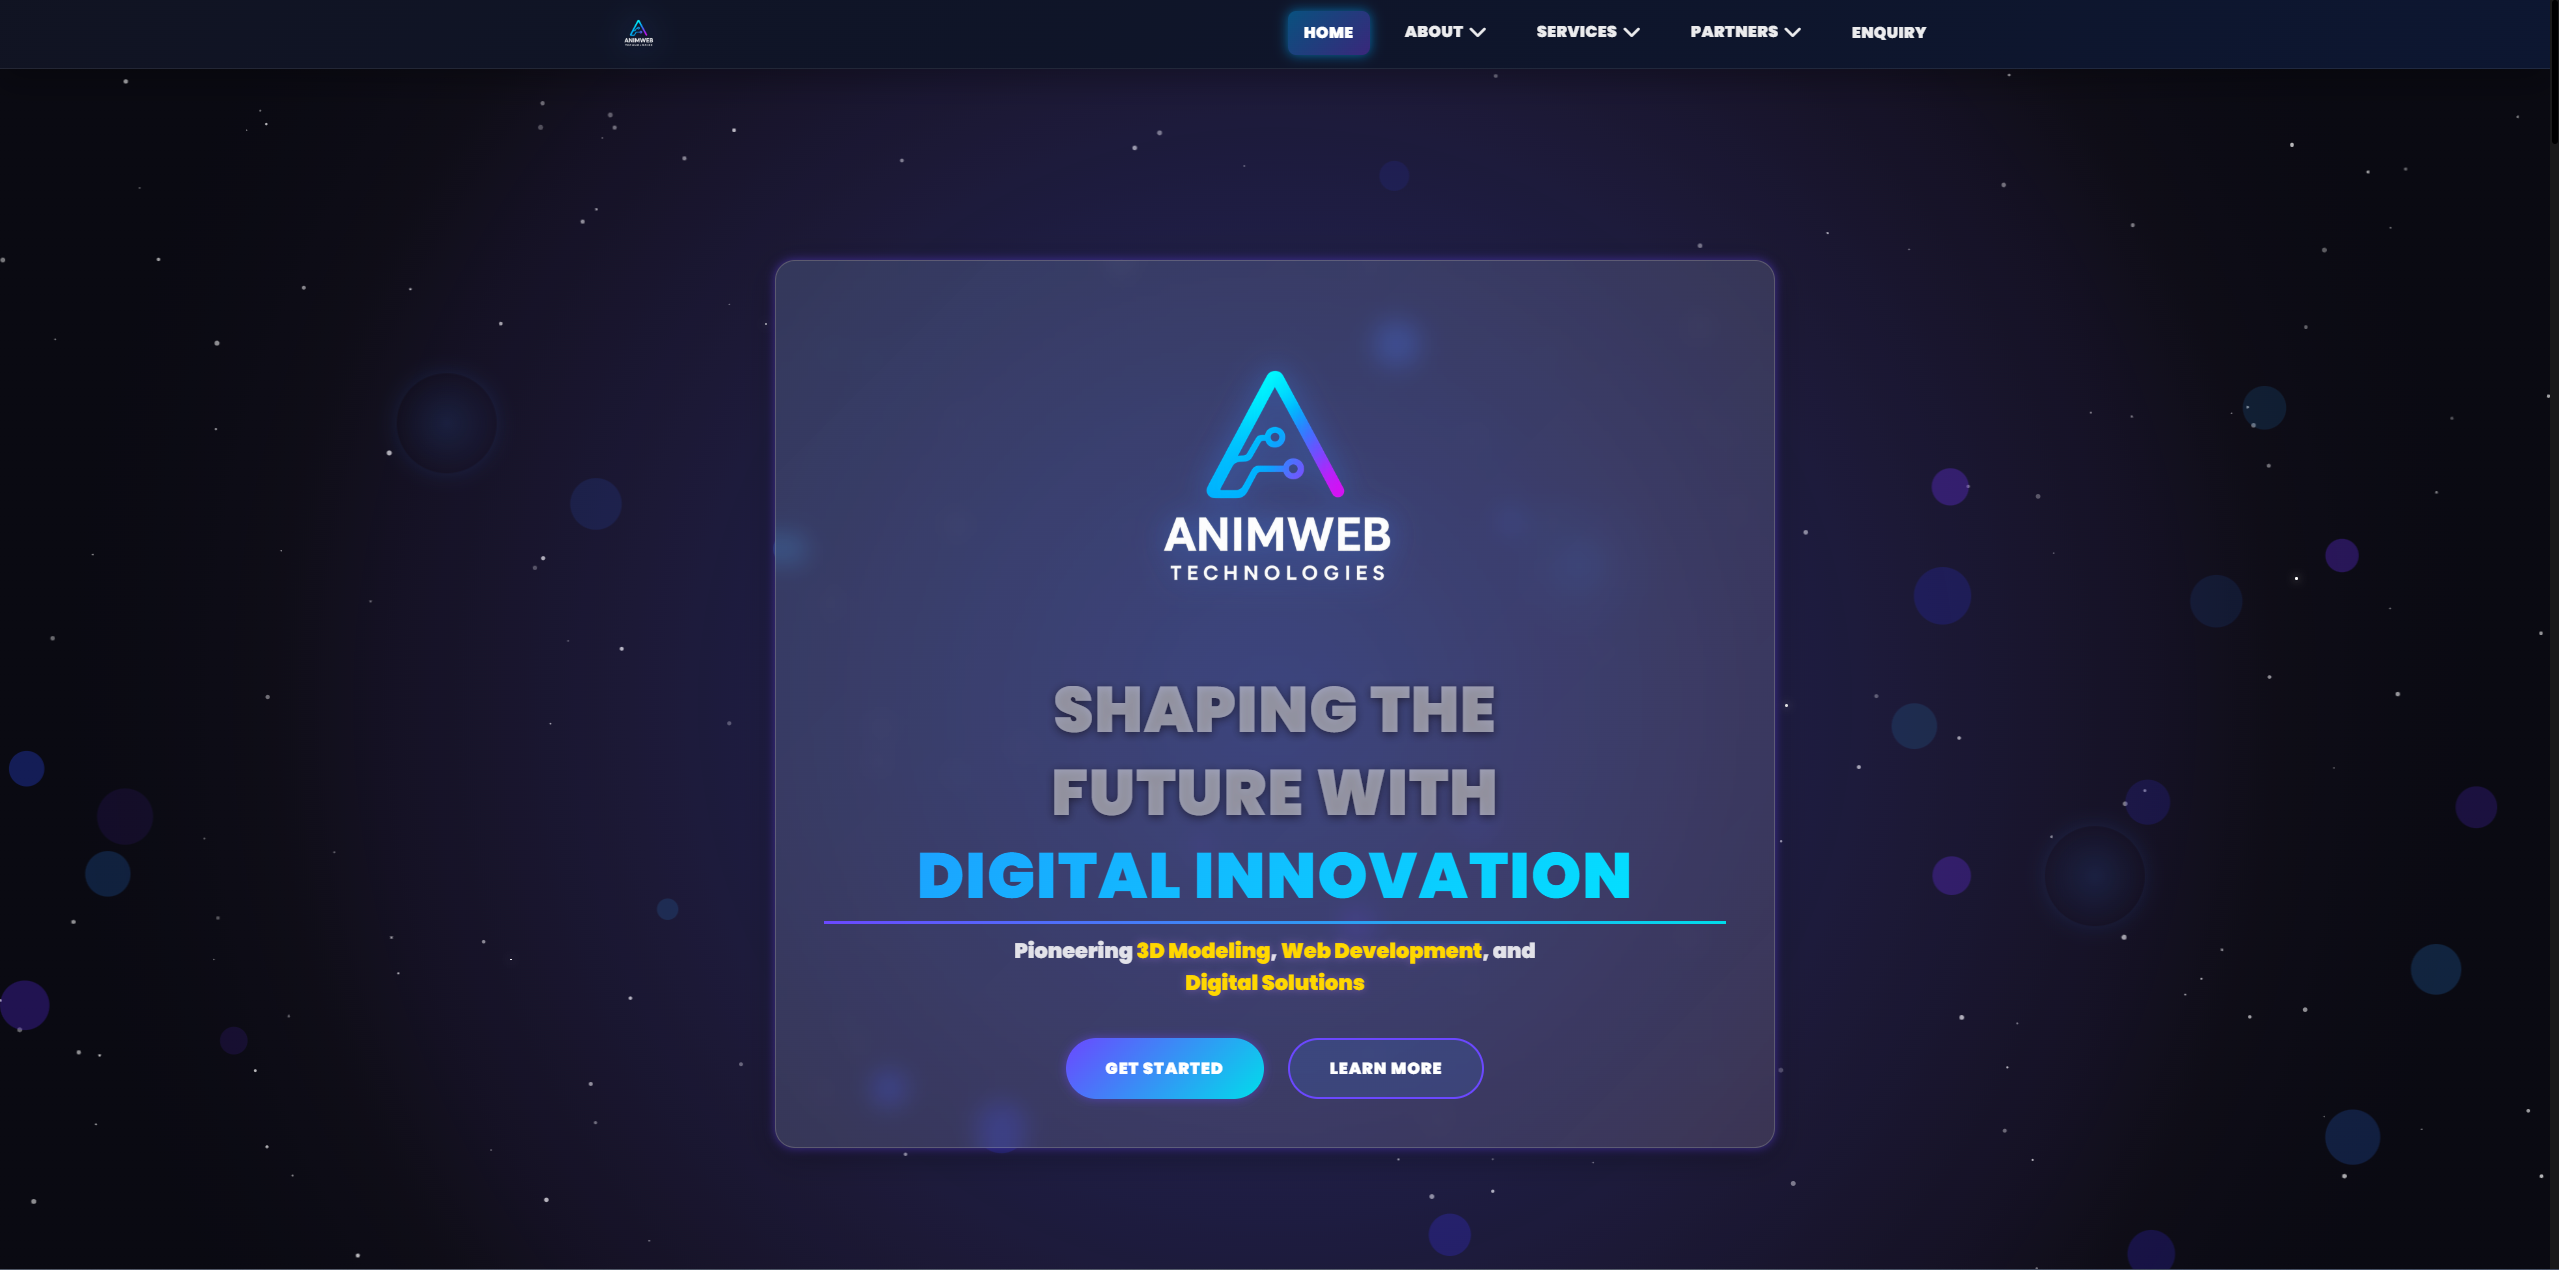 ANIMWEB
HOME
ABOUT
SERVICES
PARTNERS
ENQUIRY
ANIMWEB
TECHNOLOGIES
SHAPING THE
FUTURE WITH
DIGITAL INNOVATION
Pioneering 3D Modeling, Web Development, and
Digital Solutions
GET STARTED
LEARN MORE